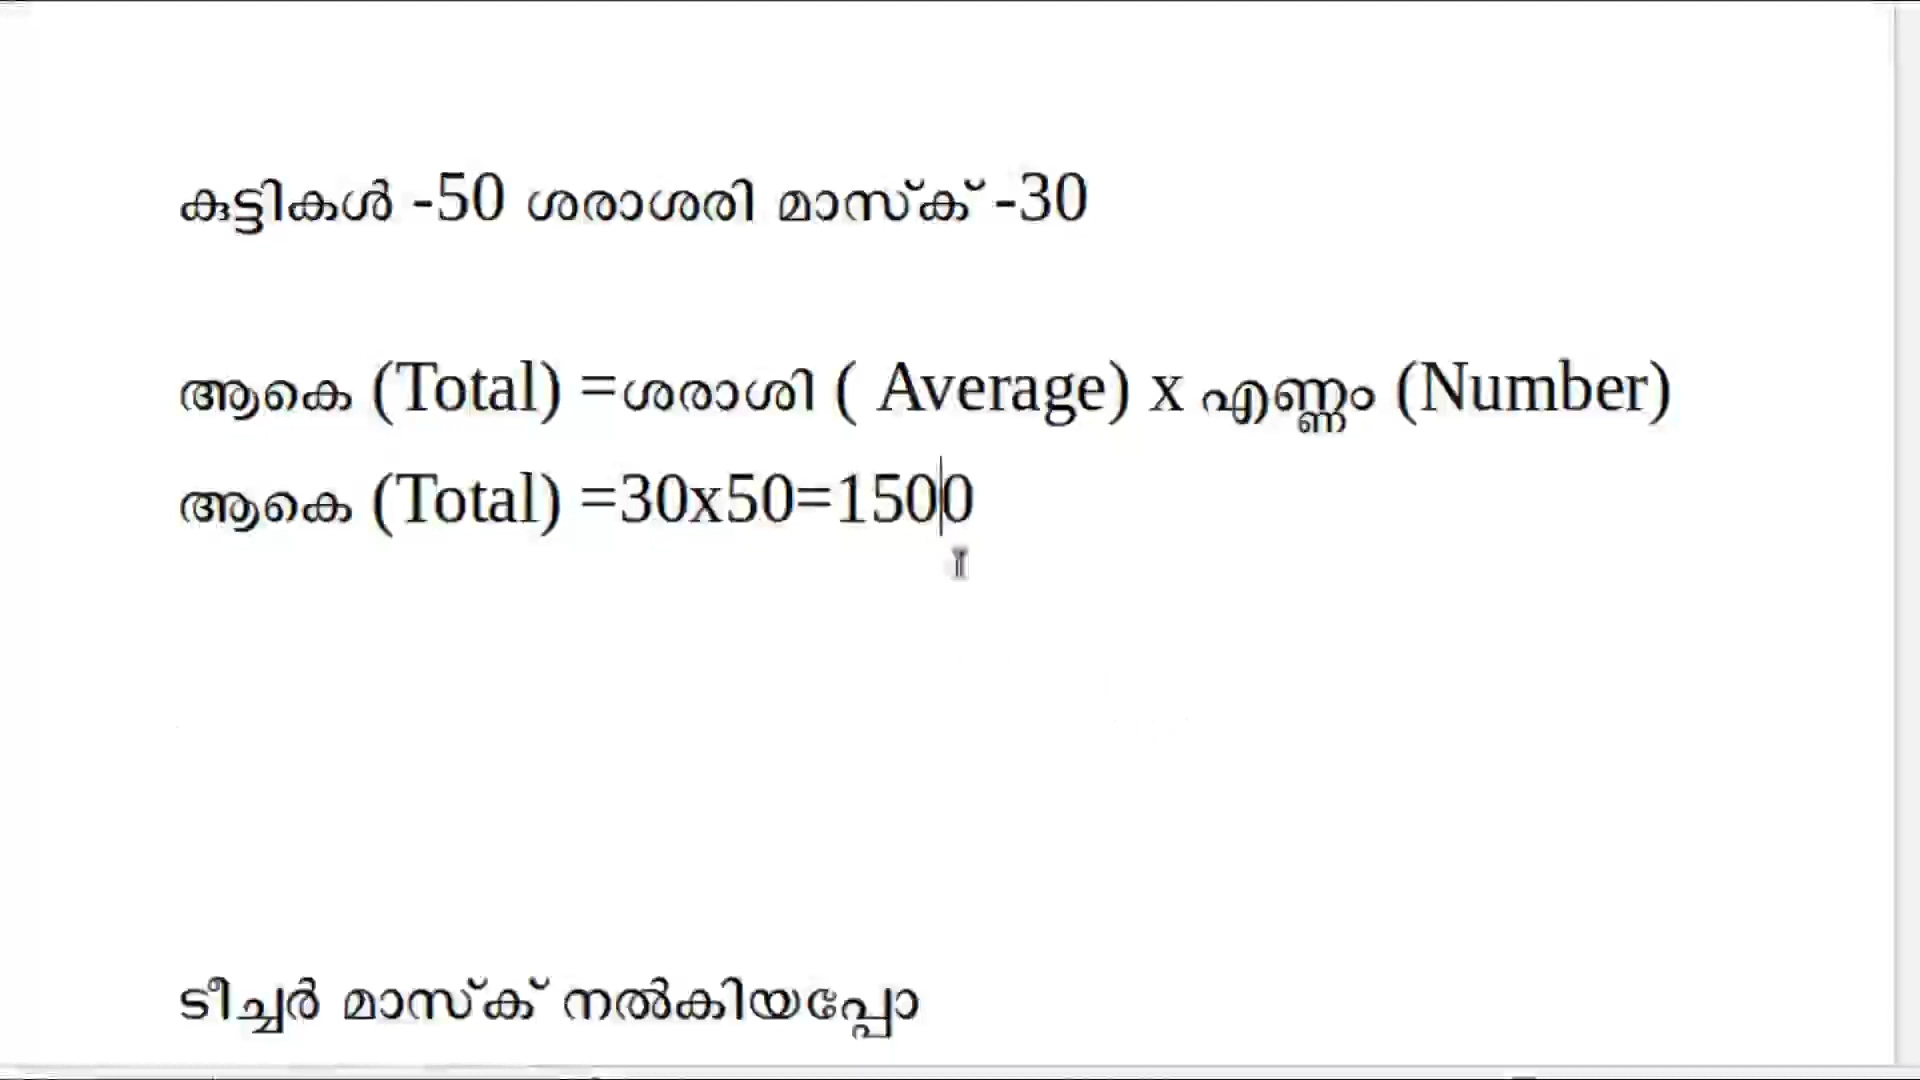 കുട്ടികൾ -50 ശരാശരി മാസ്ക് -30
ആകെ (Total) =ശരാശി ( Average) x എണ്ണം (Number)
ആകെ (Total) =30x50=1500
ടീച്ചർ മാസ്ക് നൽകിയപ്പോ